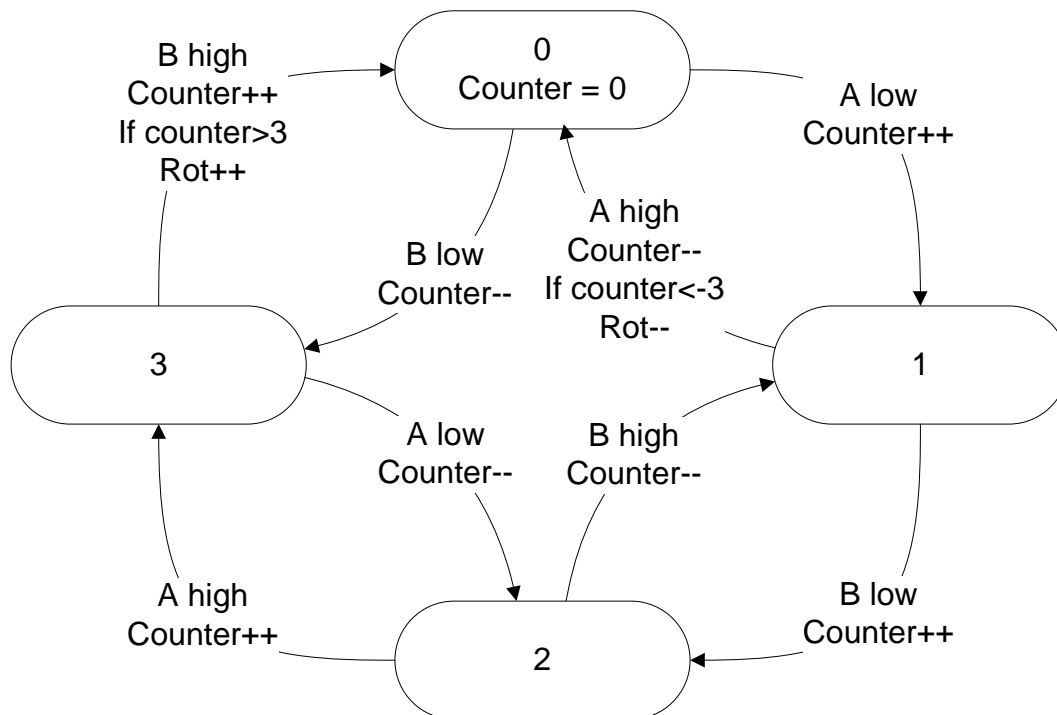 0
Counter = 0
B high
Counter++
If counter>3
Rot++
A low
Counter++
B low
Counter--
A high
Counter--
If counter<-3
Rot--
3
1
A low
Counter--
B high
Counter--
A high
Counter++
B low
Counter++
2